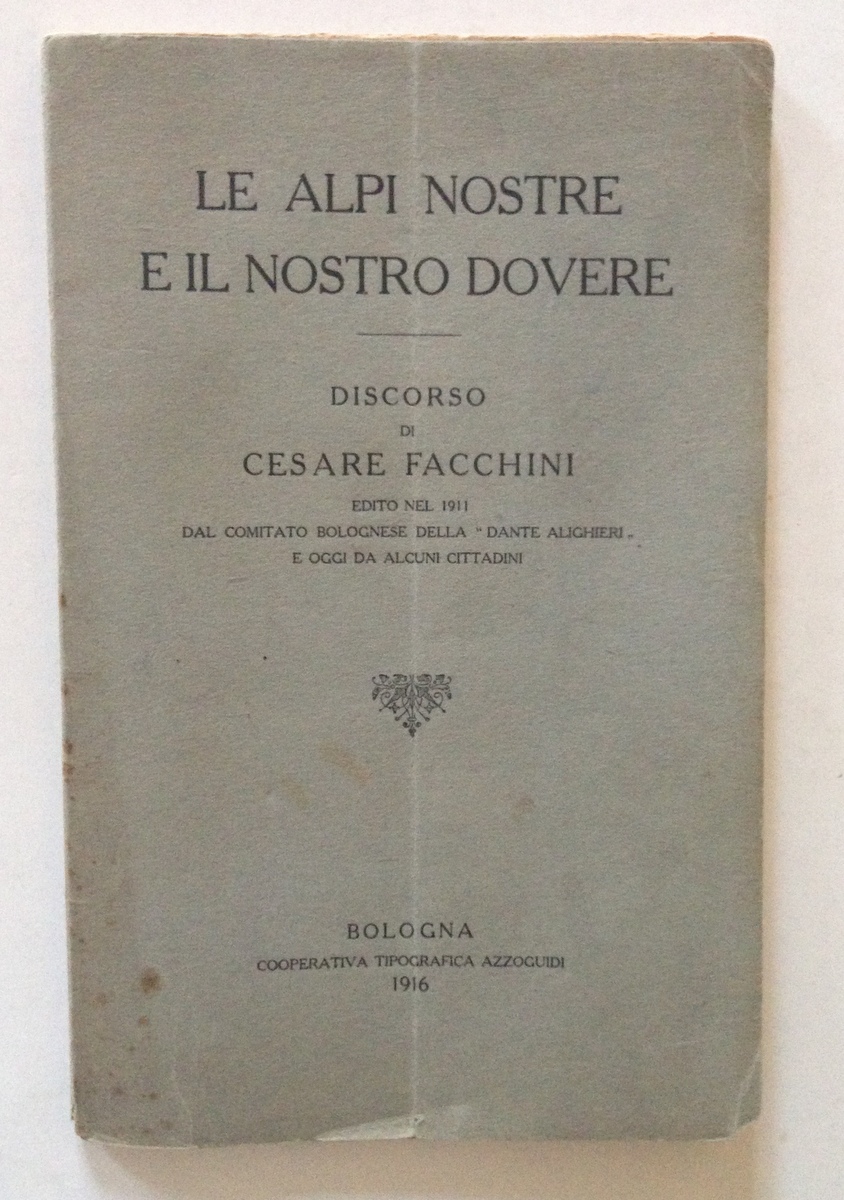 LE ALPI NOSTRE
E IL NOSTRO DOVERE
DISCORSO
DI
CESARE FACCHINI
EDITO NEL 1911
DAL COMITATO BOLOGNESE DELLA “ DANTE ALIGHIERI „
E OGGI DA ALCUNI CITTADINI
BOLOGNA
COOPERATIVA TIPOGRAFICA AZZOGUIDI
1916